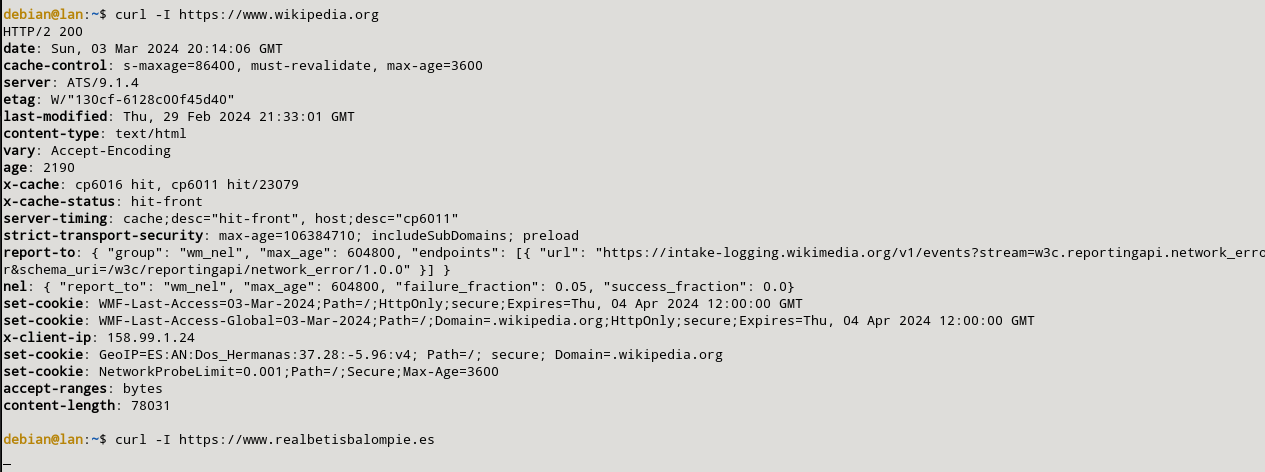 debian@lan:~$ curl -I https://www.wikipedia.org
HTTP/2 200
date: Sun, 03 Mar 2024 20:14:06 GMT
cache-control: s-maxage=86400, must-revalidate, max-age=3600
server: ATS/9.1.4
etag: W/"130cf-6128c00f45d40"
last-modified: Thu, 29 Feb 2024 21:33:01 GMT
content-type: text/html
vary: Accept-Encoding
age: 2190
x-cache: cp6016 hit, cp6011 hit/23079
x-cache-status: hit-front
server-timing: cache;desc="hit-front", host;desc="cp6011"
strict-transport-security: max-age=106384710; includeSubDomains; preload
report-to: { "group": "wm_nel", "max_age": 604800, "endpoints": [{ "url": "https://intake-logging.wikimedia.org/v1/events?stream=w3c.reportingapi.network_erro
r&schema_uri=/w3c/reportingapi/network_error/1.0.0" }] }
nel: { "report_to": "wm_nel", "max_age": 604800, "failure_fraction": 0.05, "success_fraction": 0.0}
set-cookie: WMF-Last-Access=03-Mar-2024;Path=/;HttpOnly;secure;Expires=Thu, 04 Apr 2024 12:00:00 GMT
set-cookie: WMF-Last-Access-Global=03-Mar-2024;Path=/;Domain=.wikipedia.org;HttpOnly;secure;Expires=Thu, 04 Apr 2024 12:00:00 GMT
x-client-ip: 158.99.1.24
set-cookie: GeoIP=ES:AN:Dos_Hermanas:37.28:-5.96:v4; Path=/; secure; Domain=.wikipedia.org
set-cookie: NetworkProbeLimit=0.001;Path=/;Secure;Max-Age=3600
accept-ranges: bytes
content-length: 78031
debian@lan:~$ curl -I https://www.realbetisbalompie.es